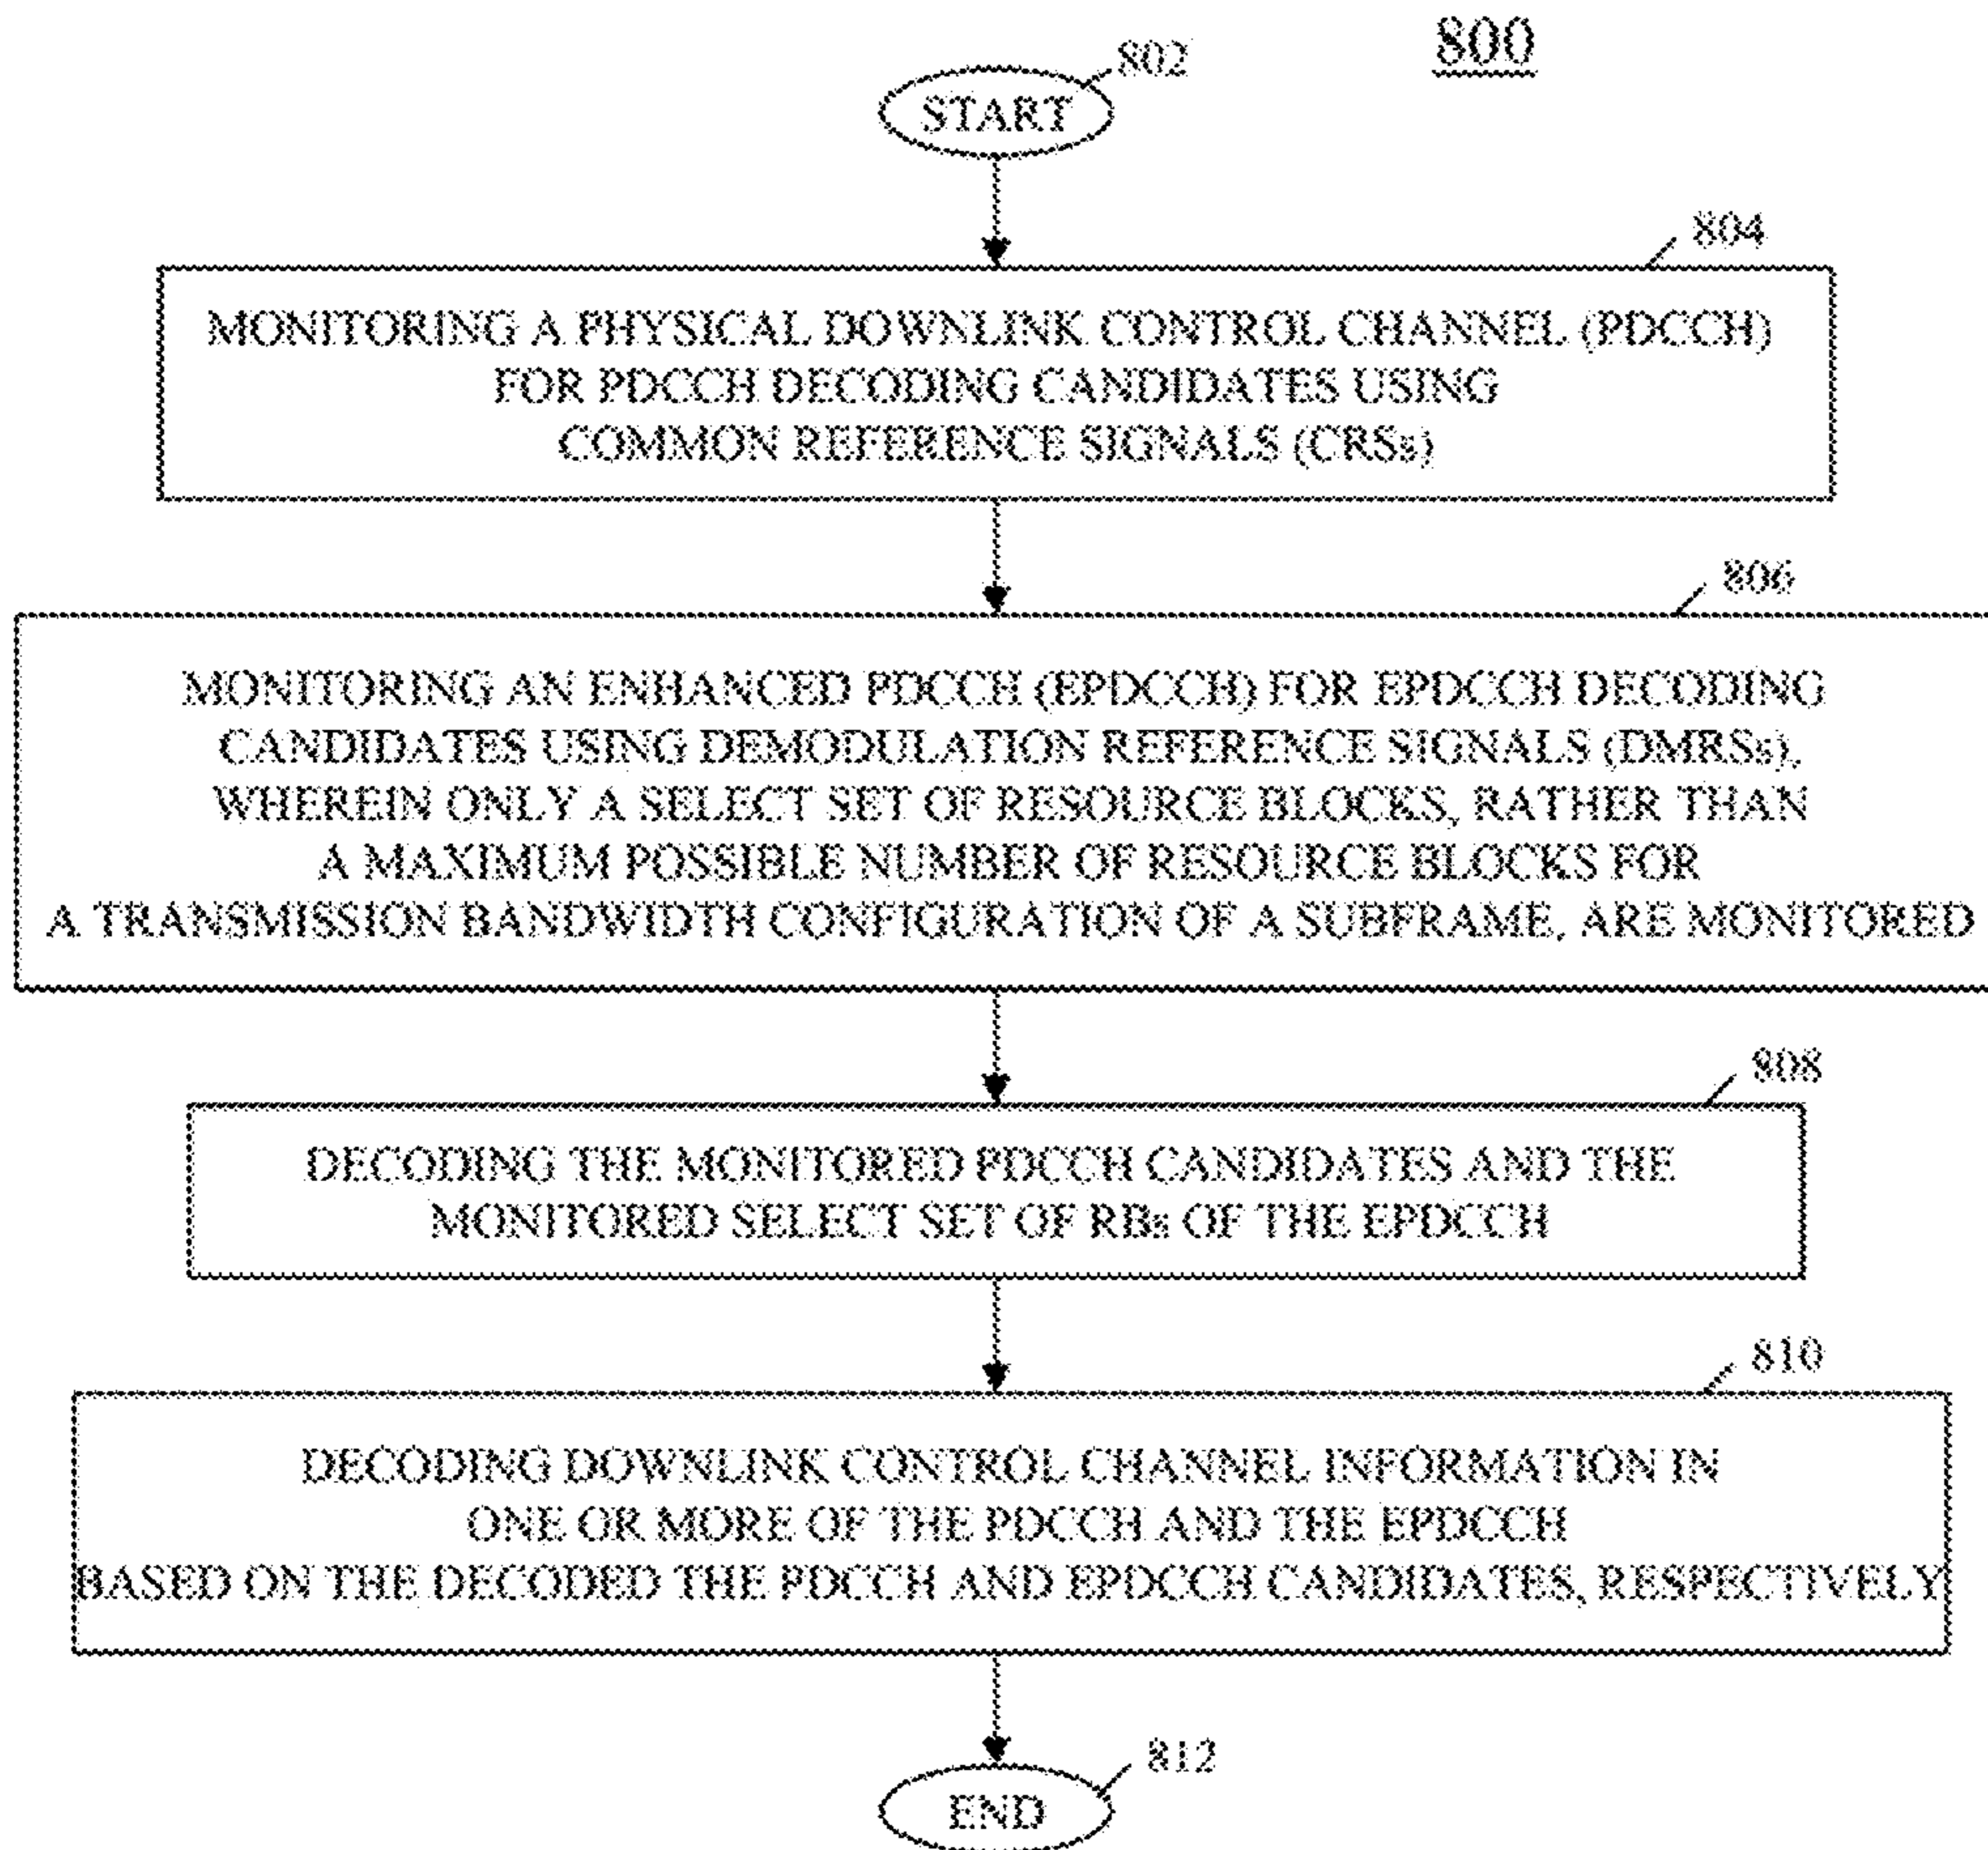 800
802
START
804
MONITORING A PHYSICAL DOWNLINK CONTROL CHANNEL (PDCCH)
FOR PDCCH DECODING CANDIDATES USING
COMMON REFERENCE SIGNALS (CRSs)
806
MONITORING AN ENHANCED PDCCH (EPDCCH) FOR EPDCCH DECODING
CANDIDATES USING DEMODULATION REFERENCE SIGNALS (DMRSs),
WHEREIN ONLY A SELECT SET OF RESOURCE BLOCKS, RATHER THAN
A MAXIMUM POSSIBLE NUMBER OF RESOURCE BLOCKS FOR
A TRANSMISSION BANDWIDTH CONFIGURATION OF A SUBFRAME, ARE MONITORED
808
DECODING THE MONITORED PDCCH CANDIDATES AND THE
MONITORED SELECT SET OF RBs OF THE EPDCCH
810
DECODING DOWNLINK CONTROL CHANNEL INFORMATION IN
ONE OR MORE OF THE PDCCH AND THE EPDCCH
BASED ON THE DECODED THE PDCCH AND EPDCCH CANDIDATES, RESPECTIVELY
812
END